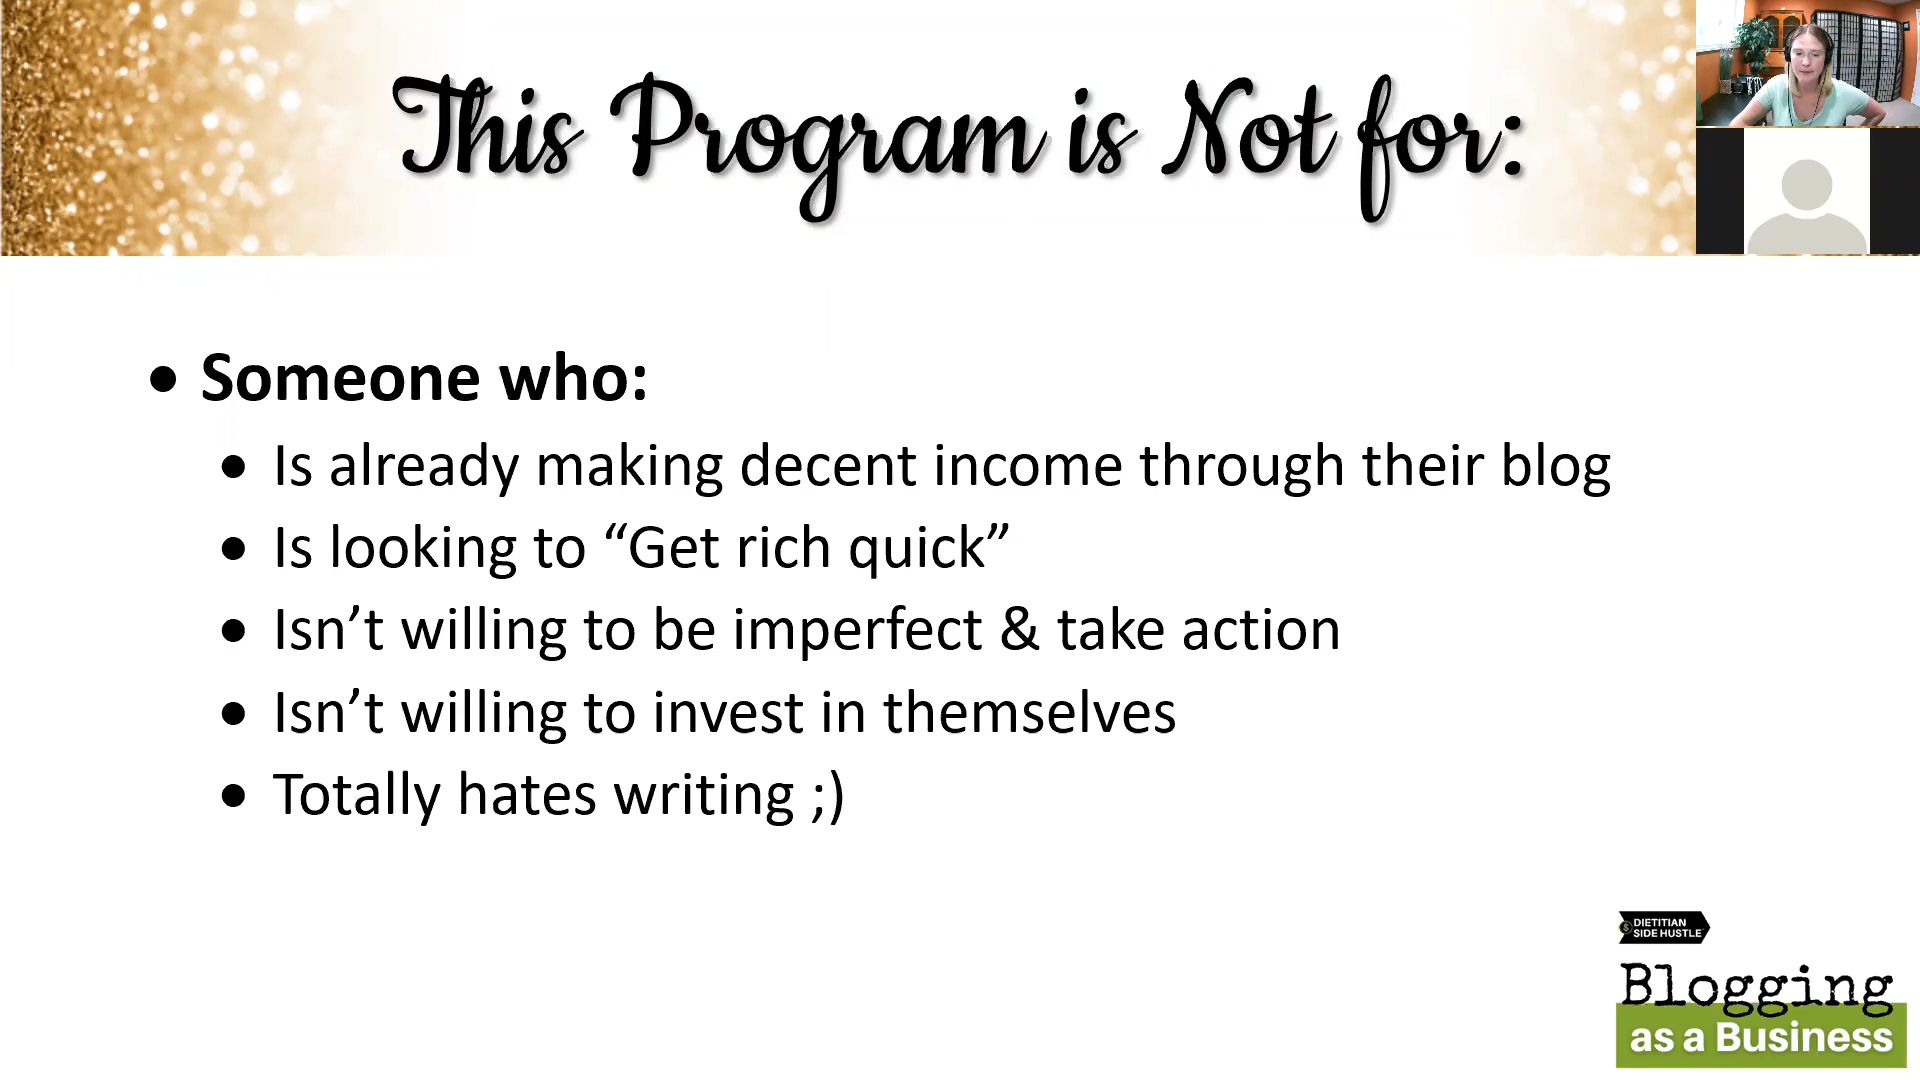 This Program is Not for:
• Someone who:
• Is already making decent income through their blog
• Is looking to “Get rich quick”
• Isn’t willing to be imperfect & take action
• Isn’t willing to invest in themselves
• Totally hates writing ;)
$
DIETITIAN
SIDE HUSTLE
Blogging
as a Business